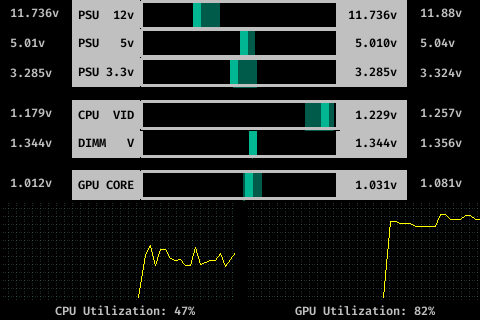 11.736v PSU 12v 11.736v 11.88v
5.01v PSU 5v 5.010v 5.04v
3.285v PSU 3.3v 3.285v 3.324v
1.179v CPU VID 1.229v 1.257v
1.344v DIMM V 1.344v 1.356v
1.012v GPU CORE 1.031v 1.081v
CPU Utilization: 47% GPU Utilization: 82%